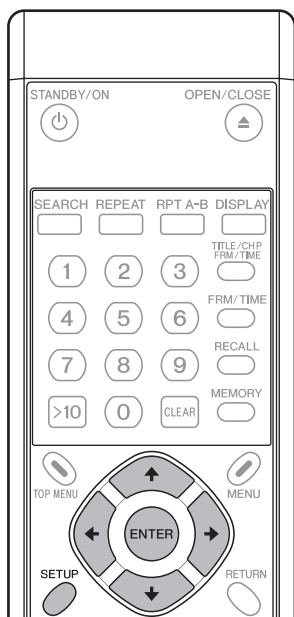 STANDBY/ON OPEN/CLOSE
SEARCH REPEAT RPT A-B DISPLAY
TITLE/CHP
FRM/TIME
1 2 3
FRM/TIME
4 5 6
RECALL
7 8 9
MEMORY
>10 0 CLEAR
TOP MENU MENU
ENTER
SETUP RETURN